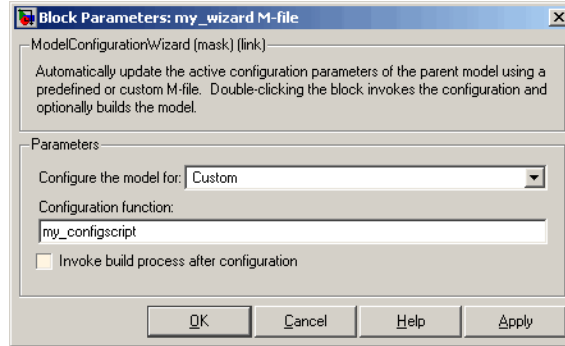 Block Parameters: my_wizard M-file
ModelConfigurationWizard (mask) (link)
Automatically update the active configuration parameters of the parent model using a
predefined or custom M-file. Double-clicking the block invokes the configuration and
optionally builds the model.
Parameters
Configure the model for: Custom
Configuration function:
my_configscript
Invoke build process after configuration
OK Cancel Help Apply